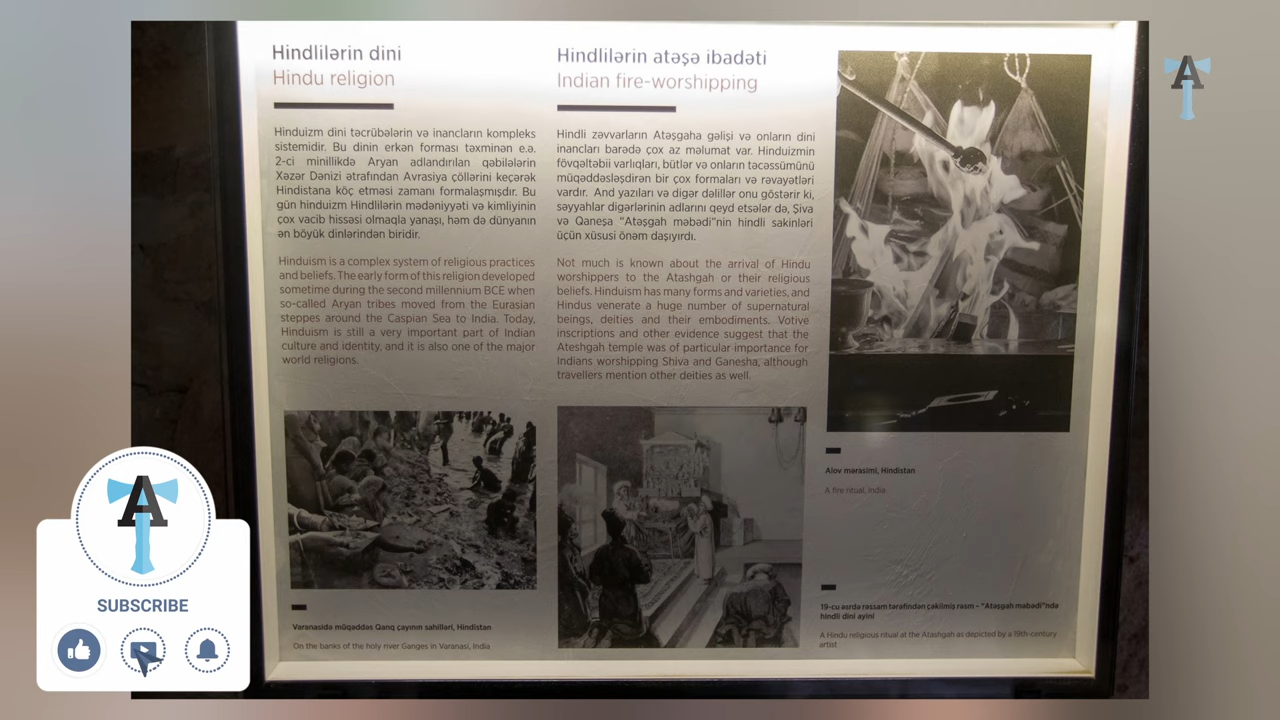 Hindlilərin dini
Hindu religion
Hinduizm dini təcrübələrin və inancların kompleks
sistemidir. Bu dinin erkən forması təxminən e.ə.
2-ci minillikdə Aryan adlandırılan qəbilələrin
Xəzər Dənizi ətrafından Avrasiya çöllərini keçərək
Hindistana köç etməsi zamanı formalaşmışdır. Bu
gün hinduizm Hindlilərin mədəniyyəti və kimliyinin
çox vacib hissəsi olmaqla yanaşı, həm də dünyanın
ən böyük dinlərindən biridir.
Hinduism is a complex system of religious practices
and beliefs. The early form of this religion developed
sometime during the second millennium BCE when
so-called Aryan tribes moved from the Eurasian
steppes around the Caspian Sea to India. Today,
Hinduism is still a very important part of Indian
culture and identity, and it is also one of the major
world religions.
Varanasidə müqəddəs Qanq çayının sahilləri, Hindistan
On the banks of the holy river Ganges in Varanasi, India
Hindlilərin atəşə ibadəti
Indian fire-worshipping
Hindli zəvvarların Atəşgaha gəlişi və onların dini
inancları barədə çox az məlumat var. Hinduizmin
fövqəltəbii varlıqları, bütlər və onların təcəssümünü
müqəddəsləşdirən bir çox formaları və rəvayətləri
vardır. And yazıları və digər dəlillər onu göstərir ki,
səyyahlar digərlərinin adlarını qeyd etsələr də, Şiva
və Qaneşa “Atəşgah məbədi”nin hindli sakinləri
üçün xüsusi önəm daşıyırdı.
Not much is known about the arrival of Hindu
worshippers to the Atashgah or their religious
beliefs. Hinduism has many forms and varieties, and
Hindus venerate a huge number of supernatural
beings, deities and their embodiments. Votive
inscriptions and other evidence suggest that the
Ateshgah temple was of particular importance for
Indians worshipping Shiva and Ganesha, although
travellers mention other deities as well.
Alov mərasimi, Hindistan
A fire ritual, India
19-cu əsrdə rəssam tərəfindən çəkilmiş rəsm – “Atəşgah məbədi”ndə
hindli dini ayini
A Hindu religious ritual at the Atashgah as depicted by a 19th-century
artist
A
A
SUBSCRIBE